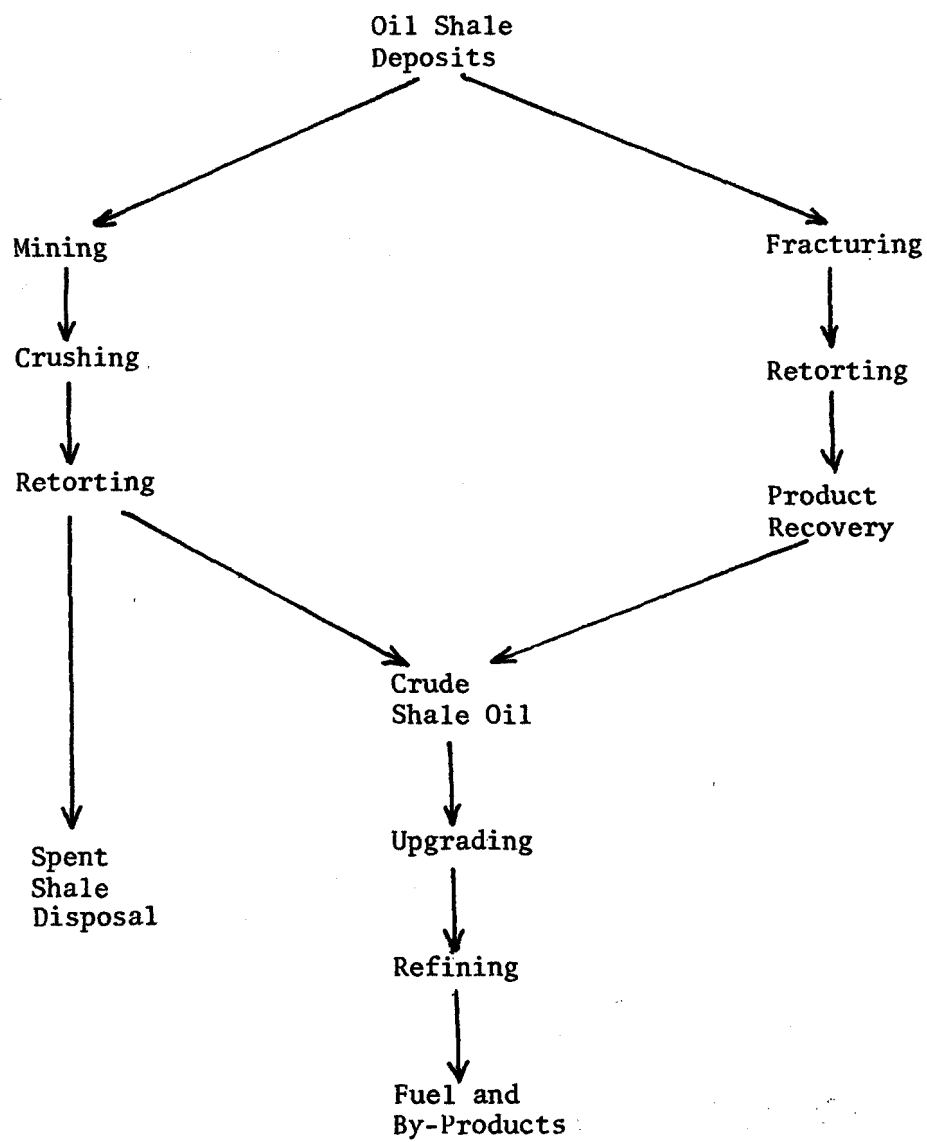 Oil Shale
Deposits
Mining
Fracturing
Crushing
Retorting
Retorting
Product
Recovery
Crude
Shale Oil
Upgrading
Spent
Shale
Disposal
Refining
Fuel and
By-Products